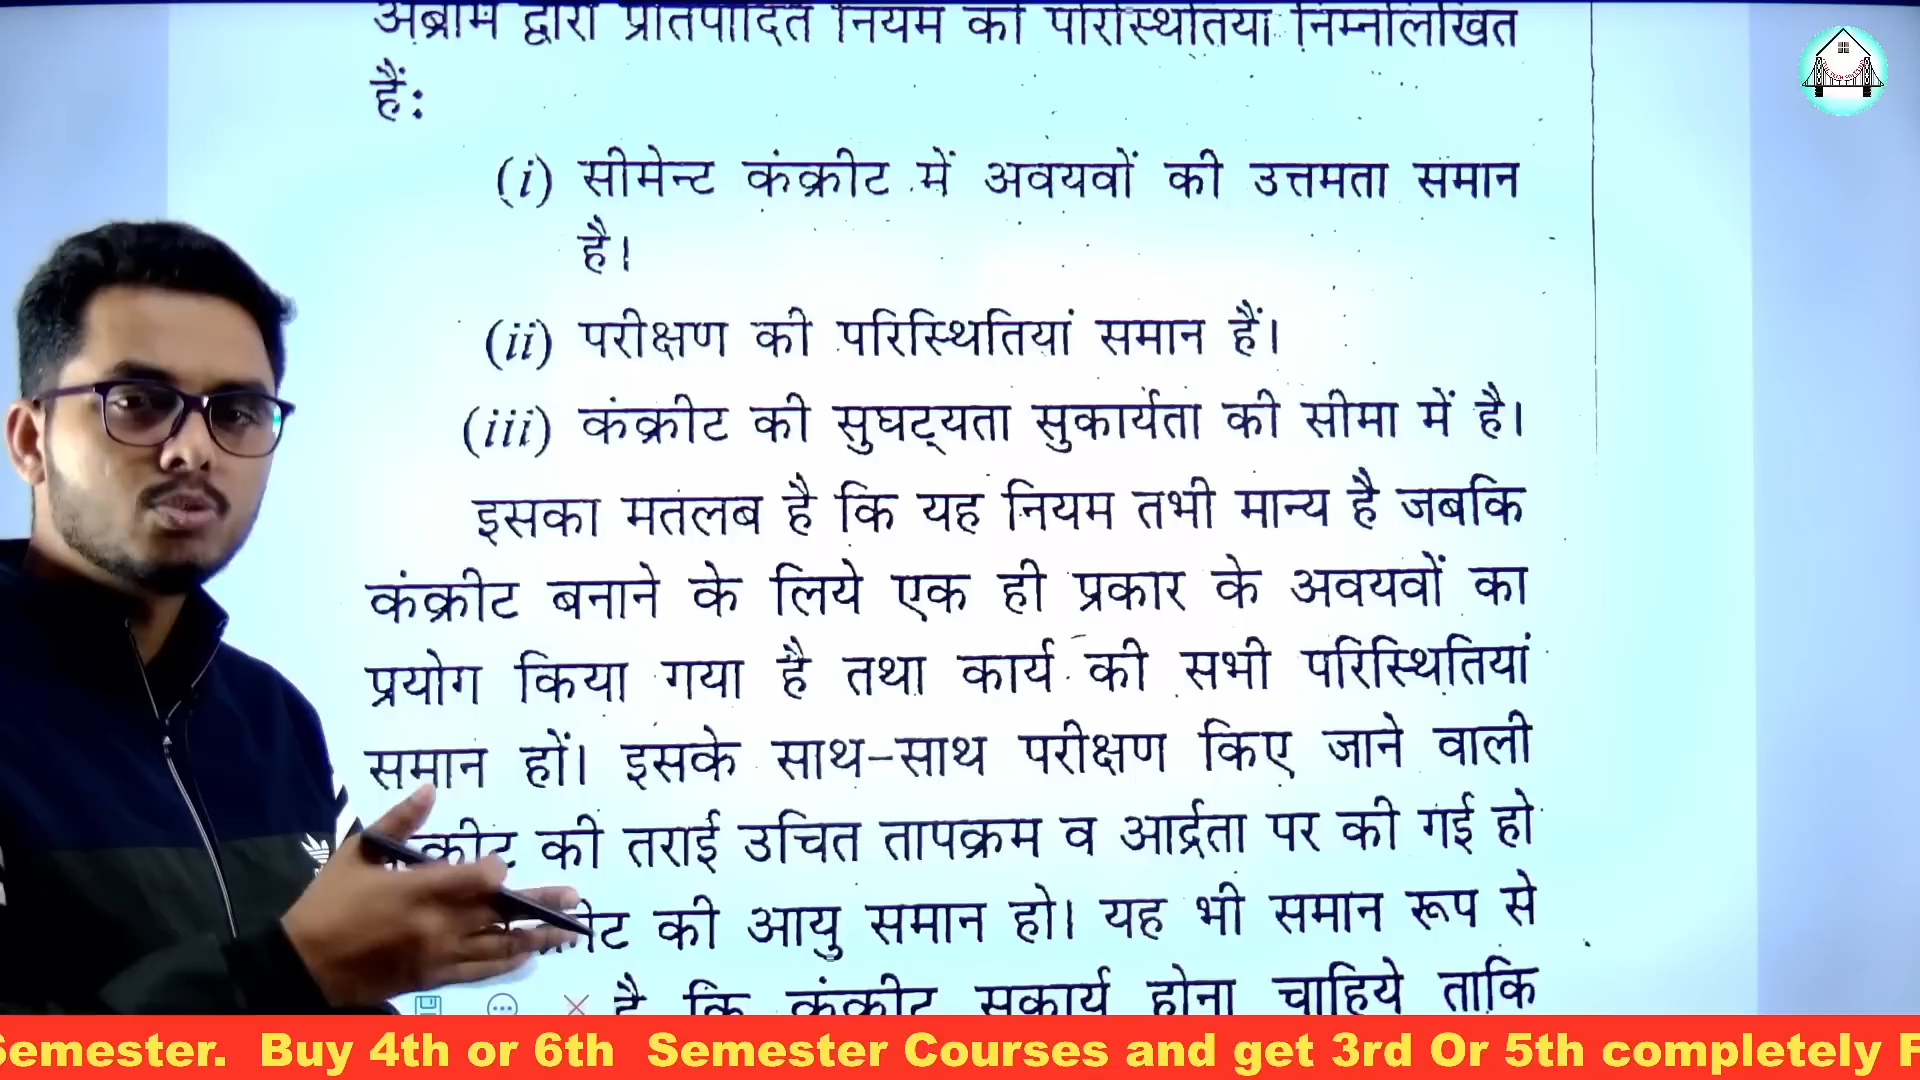 अब्राम द्वारा प्रतिपादित नियम की परिस्थितियां निम्नलिखित
हैं:
(i) सीमेन्ट कंक्रीट में अवयवों की उत्तमता समान
है।
(ii) परीक्षण की परिस्थितियां समान हैं।
(iii) कंक्रीट की सुघट्यता सुकार्यता की सीमा में है।
इसका मतलब है कि यह नियम तभी मान्य है जबकि
कंक्रीट बनाने के लिये एक ही प्रकार के अवयवों का
प्रयोग किया गया है तथा कार्य की सभी परिस्थितियां
समान हों। इसके साथ-साथ परीक्षण किए जाने वाली
की तराई उचित तापक्रम व आर्द्रता पर की गई हो
की आयु समान हो। यह भी समान रूप से
है कि कंक्रीट सुकार्य होना चाहिये ताकि
Semester. Buy 4th or 6th Semester Courses and get 3rd Or 5th completely F